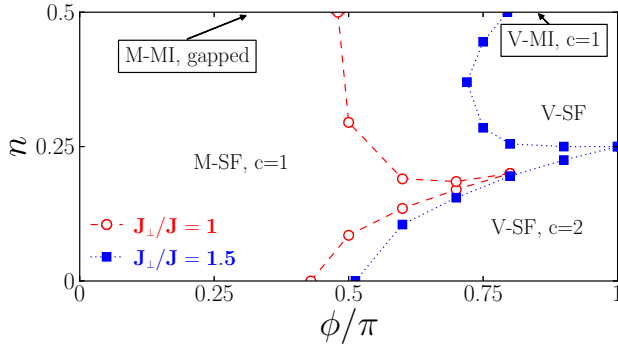 0.5
M-MI, gapped
V-MI, c=1
V-SF
n
0.25
M-SF, c=1
J⊥/J = 1
V-SF, c=2
J⊥/J = 1.5
0
0
0.25
0.5
0.75
1
ϕ/π